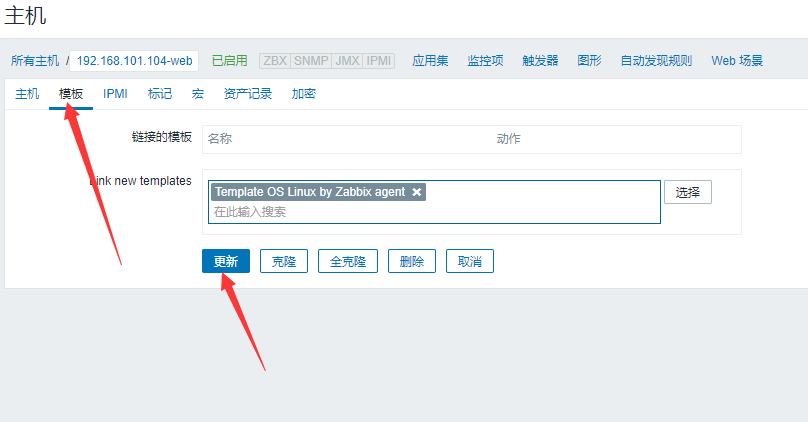 主机
所有主机 / 192.168.101.104-web 已启用 ZBX SNMP JMX IPMI 应用集 监控项 触发器 图形 自动发现规则 Web 场景
主机 模板 IPMI 标记 宏 资产记录 加密
链接的模板 名称 动作
Link new templates Template OS Linux by Zabbix agent × 选择
在此输入搜索
更新 克隆 全克隆 删除 取消